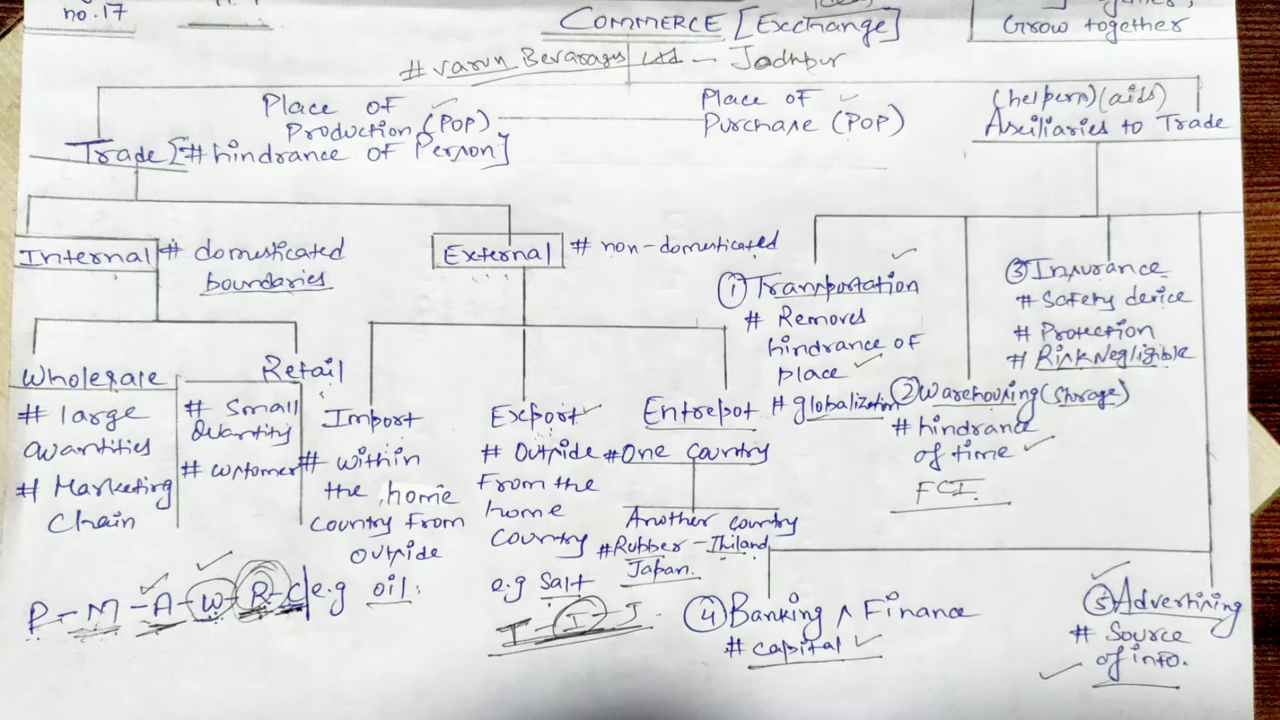 no.17
COMMERCE [Exchange]
Grow together
# Varun Bevarages Ltd - Jodhpur
Place of
Production (POP)
Place of
Purchase (POP)
(helpers) (aids)
Auxiliaries to Trade
Trade [# hindrance of Person]
Internal # domesticated
boundaries
External # non-domesticated
① Transportation
# Removes
hindrance of
place
# globalization
③ Insurance
# Safety device
# Protection
# Risk Negligible
Wholesale
# large
quantities
# Marketing
Chain
Retail
# Small
Quantity
# customer
Import
# within
the home
country from
outside
e.g oil.
Export
# Outside
from the
home
country
e.g Salt
I - I - J
Entrepot
# One country
Another country
# Rubber - Thiland
Japan.
② Warehousing (Storage)
# hindrance
of time
FCI.
P - M - A - W - R - C
④ Banking & Finance
# capital
⑤ Advertising
# Source
of info.